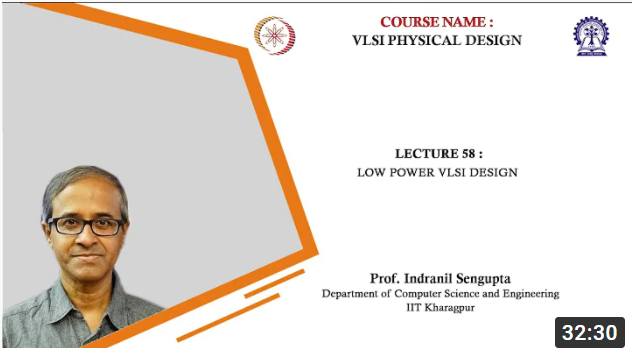 COURSE NAME :
VLSI PHYSICAL DESIGN
LECTURE 58 :
LOW POWER VLSI DESIGN
Prof. Indranil Sengupta
Department of Computer Science and Engineering
IIT Kharagpur
32:30